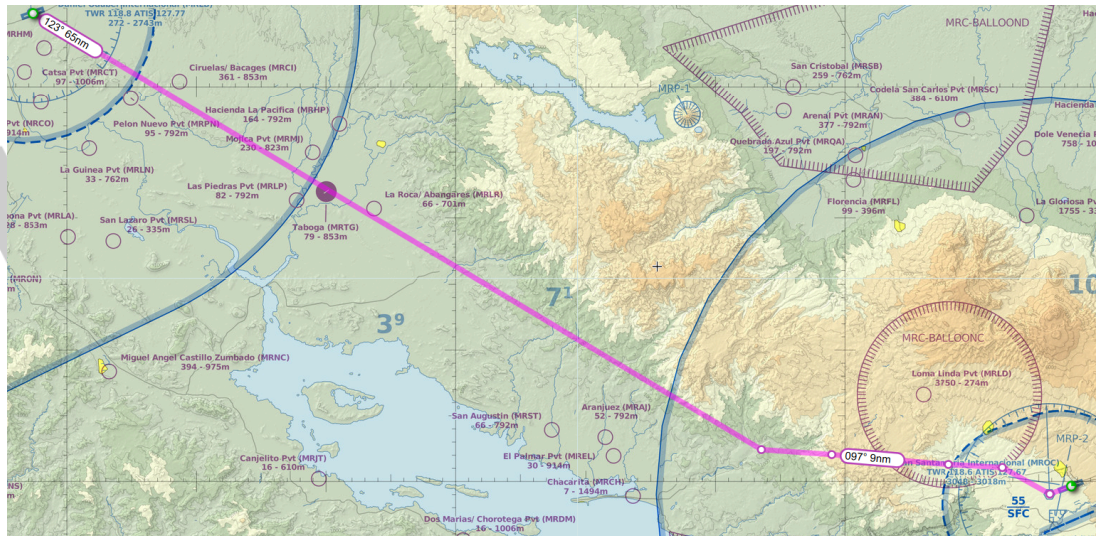 TWR 118.8 ATIS 127.77
272 - 2743m
123° 65nm
MRHM)
Catsa Pvt (MRCT)
97 - 1006m
Ciruelas/ Bacages (MRCI)
361 - 853m
Pvt (MRCO)
914m
Pelon Nuevo Pvt (MRPN)
95 - 792m
Hacienda La Pacifica (MRHP)
164 - 792m
Mojica Pvt (MRMJ)
230 - 823m
La Guinea Pvt (MRLN)
33 - 762m
Las Piedras Pvt (MRLP)
82 - 792m
La Roca/ Abangares (MRLR)
66 - 701m
Taboga (MRTG)
79 - 853m
ona Pvt (MRLA)
28 - 853m
San Lazaro Pvt (MRSL)
26 - 335m
(MRON)
m
3⁹
7¹
Miguel Angel Castillo Zumbado (MRNC)
394 - 975m
San Augustin (MRST)
66 - 792m
Aranjuez (MRAJ)
52 - 792m
El Palmar Pvt (MREL)
30 - 914m
Canjelito Pvt (MRJT)
16 - 610m
Chacarita (MRCH)
7 - 1494m
NS)
m
Dos Marias/ Chorotega Pvt (MRDM)
16 - 1006m
MRP-1
MRC-BALLOOND
Ha
San Cristobal (MRSB)
259 - 762m
Codela San Carlos Pvt (MRSC)
384 - 610m
Hacienda
Arenal Pvt (MRAN)
377 - 792m
Quebrada Azul Pvt (MRQA)
197 - 792m
Dole Venecia P
758 - 10
Florencia (MRFL)
99 - 396m
La Gloriosa Pv
1755 - 33
10
MRC-BALLOONC
Loma Linda Pvt (MRLD)
3750 - 274m
MRP-2
097° 9nm
n Santamaria Internacional (MROC)
TWR 118.6 ATIS 127.67
- 3018m
55
SFC